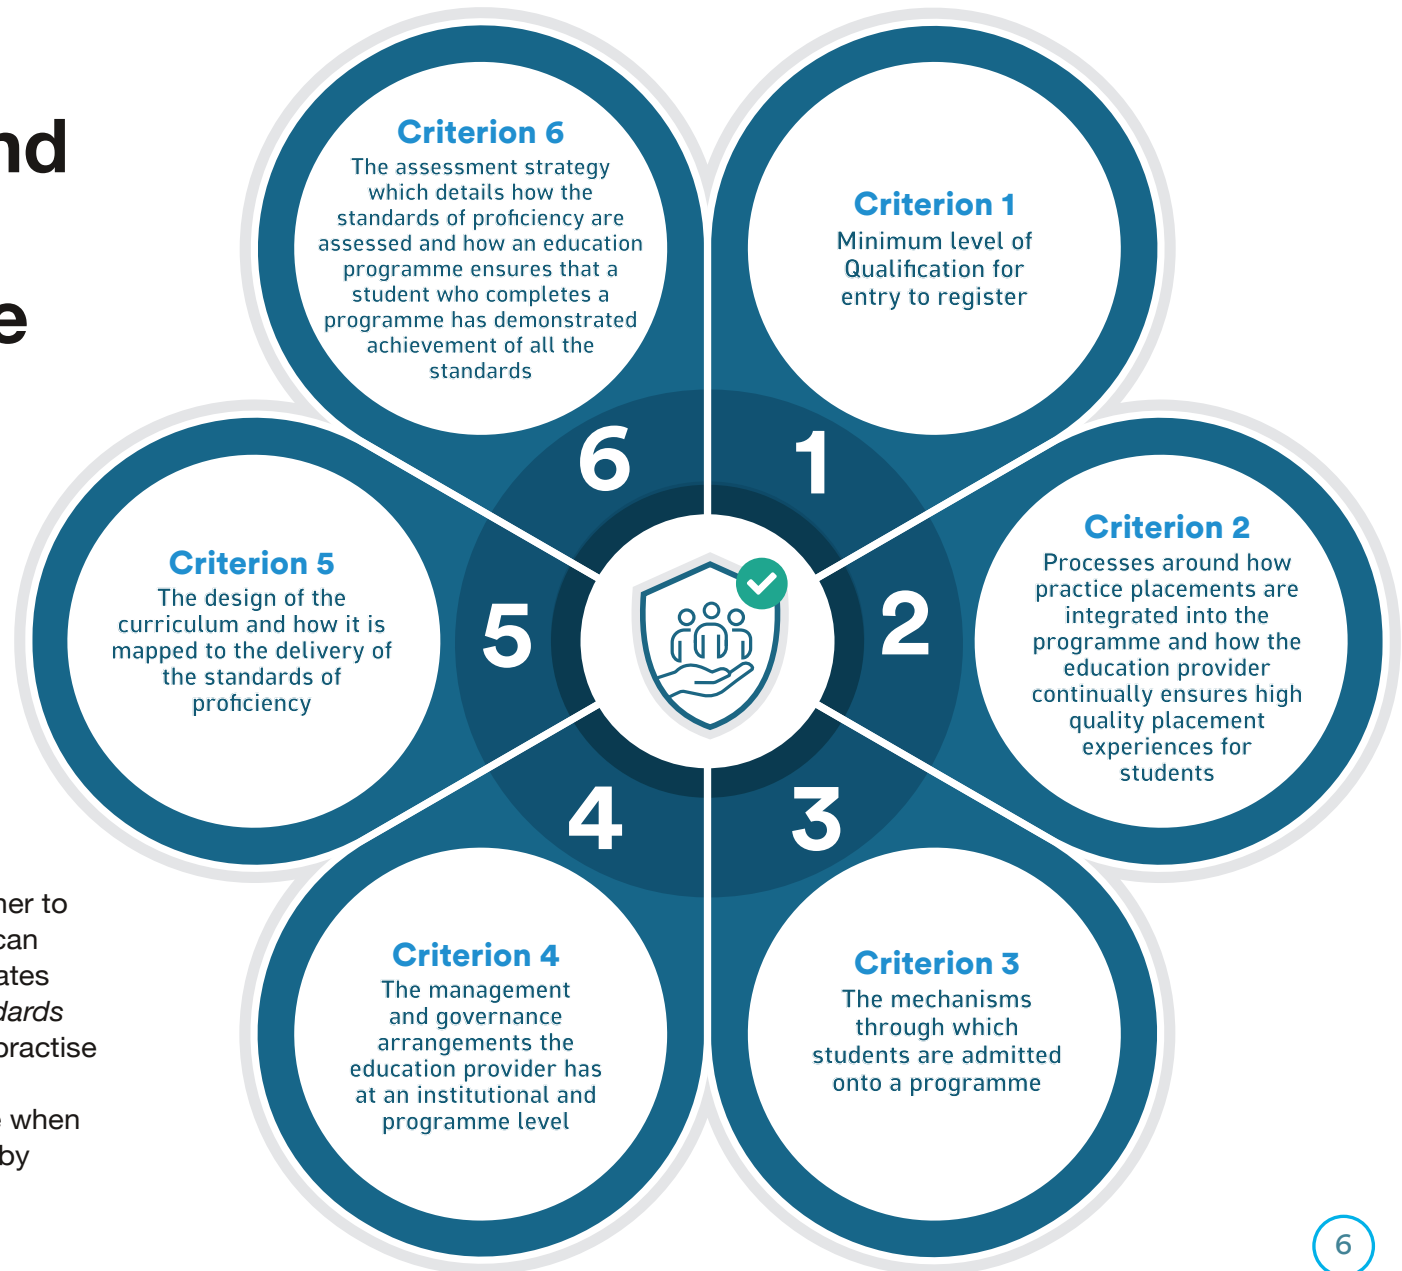 nd
e
Criterion 6
The assessment strategy
which details how the
standards of proficiency are
assessed and how an education
programme ensures that a
student who completes a
programme has demonstrated
achievement of all the
standards
Criterion 1
Minimum level of
Qualification for
entry to register
6
1
Criterion 5
The design of the
curriculum and how it is
mapped to the delivery of
the standards of
proficiency
5
2
Criterion 2
Processes around how
practice placements are
integrated into the
programme and how the
education provider
continually ensures high
quality placement
experiences for
students
4
3
Criterion 4
The management
and governance
arrangements the
education provider has
at an institutional and
programme level
Criterion 3
The mechanisms
through which
students are admitted
onto a programme
ner to
can
ates
dards
practise
when
by
6